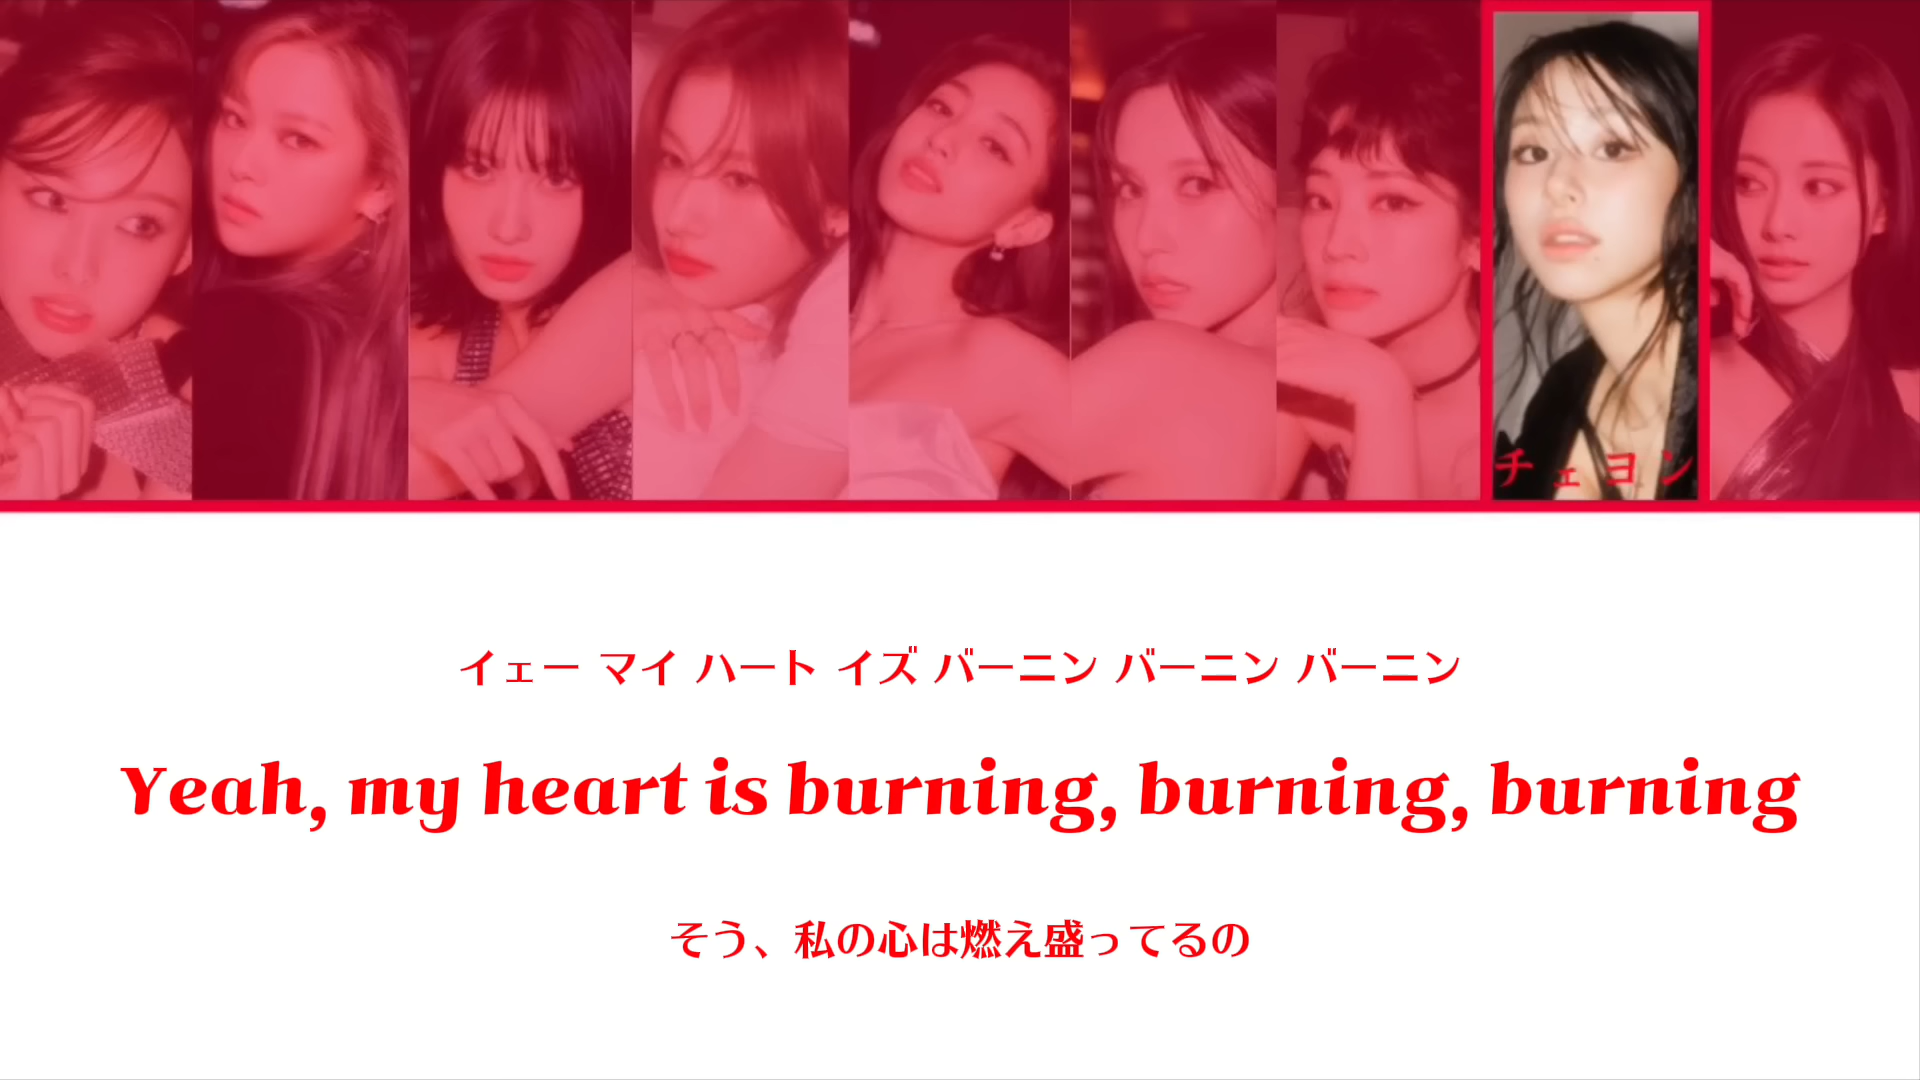 チェヨン
イェー マイ ハート イズ バーニン バーニン バーニン
Yeah, my heart is burning, burning, burning
そう、私の心は燃え盛ってるの